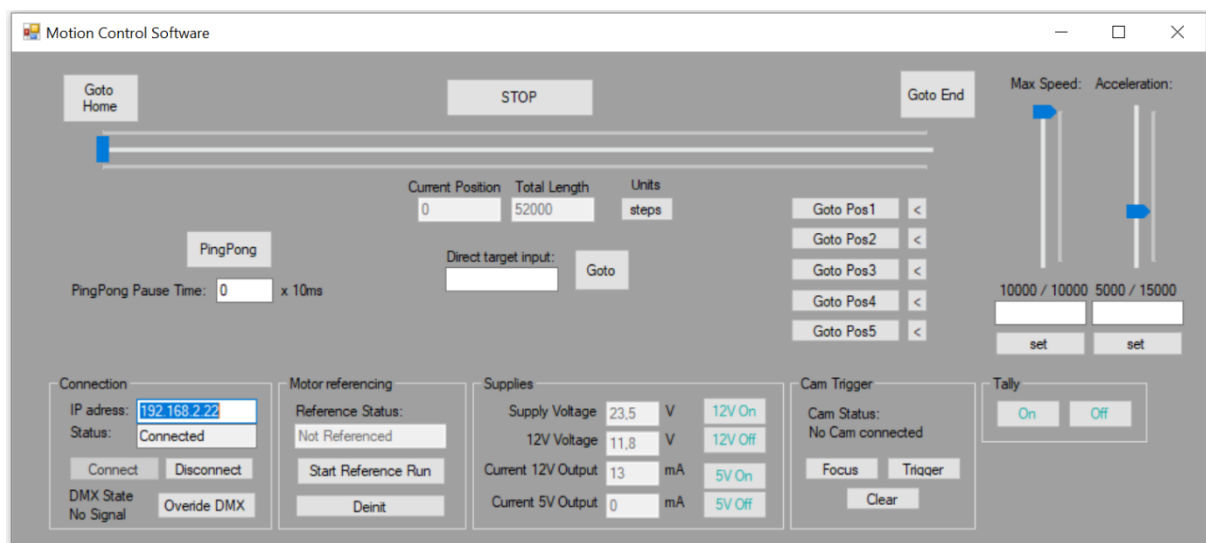 Motion Control Software
Goto
Home
STOP
Goto End
Max Speed:
Acceleration:
Current Position
Total Length
Units
0
52000
steps
Goto Pos1
<
Goto Pos2
<
Goto Pos3
<
Goto Pos4
<
Goto Pos5
<
PingPong
Direct target input:
Goto
PingPong Pause Time:
0
x 10ms
10000 / 10000
5000 / 15000
set
set
Connection
IP adress:
192.168.2.22
Status:
Connected
Connect
Disconnect
DMX State
No Signal
Overide DMX
Motor referencing
Reference Status:
Not Referenced
Start Reference Run
Deinit
Supplies
Supply Voltage
23,5
V
12V On
12V Voltage
11,8
V
12V Off
Current 12V Output
13
mA
5V On
Current 5V Output
0
mA
5V Off
Cam Trigger
Cam Status:
No Cam connected
Focus
Trigger
Clear
Tally
On
Off